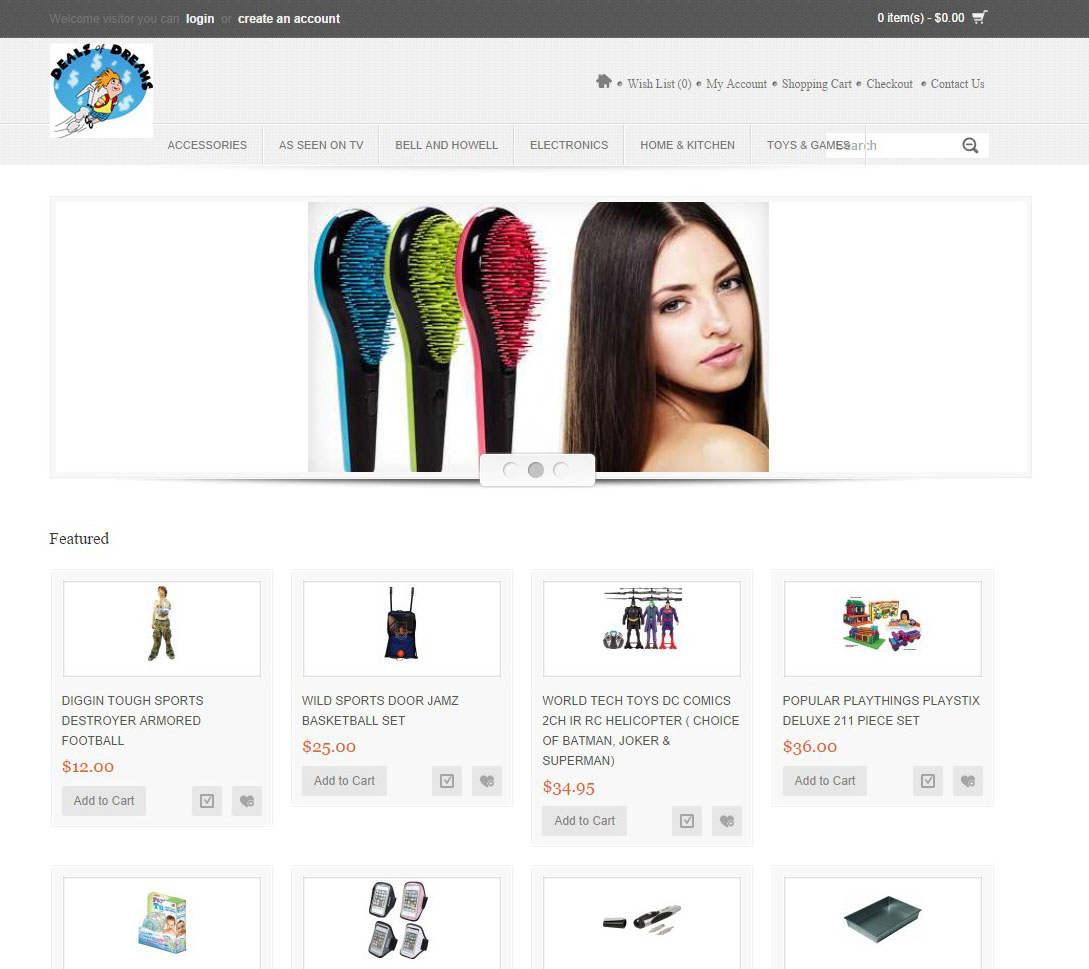 Welcome visitor you can login or create an account
0 item(s) - $0.00
DEALS of DREAMS
Wish List (0) My Account Shopping Cart Checkout Contact Us
ACCESSORIES AS SEEN ON TV BELL AND HOWELL ELECTRONICS HOME & KITCHEN TOYS & GAMES Search
Featured
DIGGIN TOUGH SPORTS
DESTROYER ARMORED
FOOTBALL
$12.00
Add to Cart
WILD SPORTS DOOR JAMZ
BASKETBALL SET
$25.00
Add to Cart
WORLD TECH TOYS DC COMICS
2CH IR RC HELICOPTER ( CHOICE
OF BATMAN, JOKER &
SUPERMAN)
$34.95
Add to Cart
POPULAR PLAYTHINGS PLAYSTIX
DELUXE 211 PIECE SET
$36.00
Add to Cart